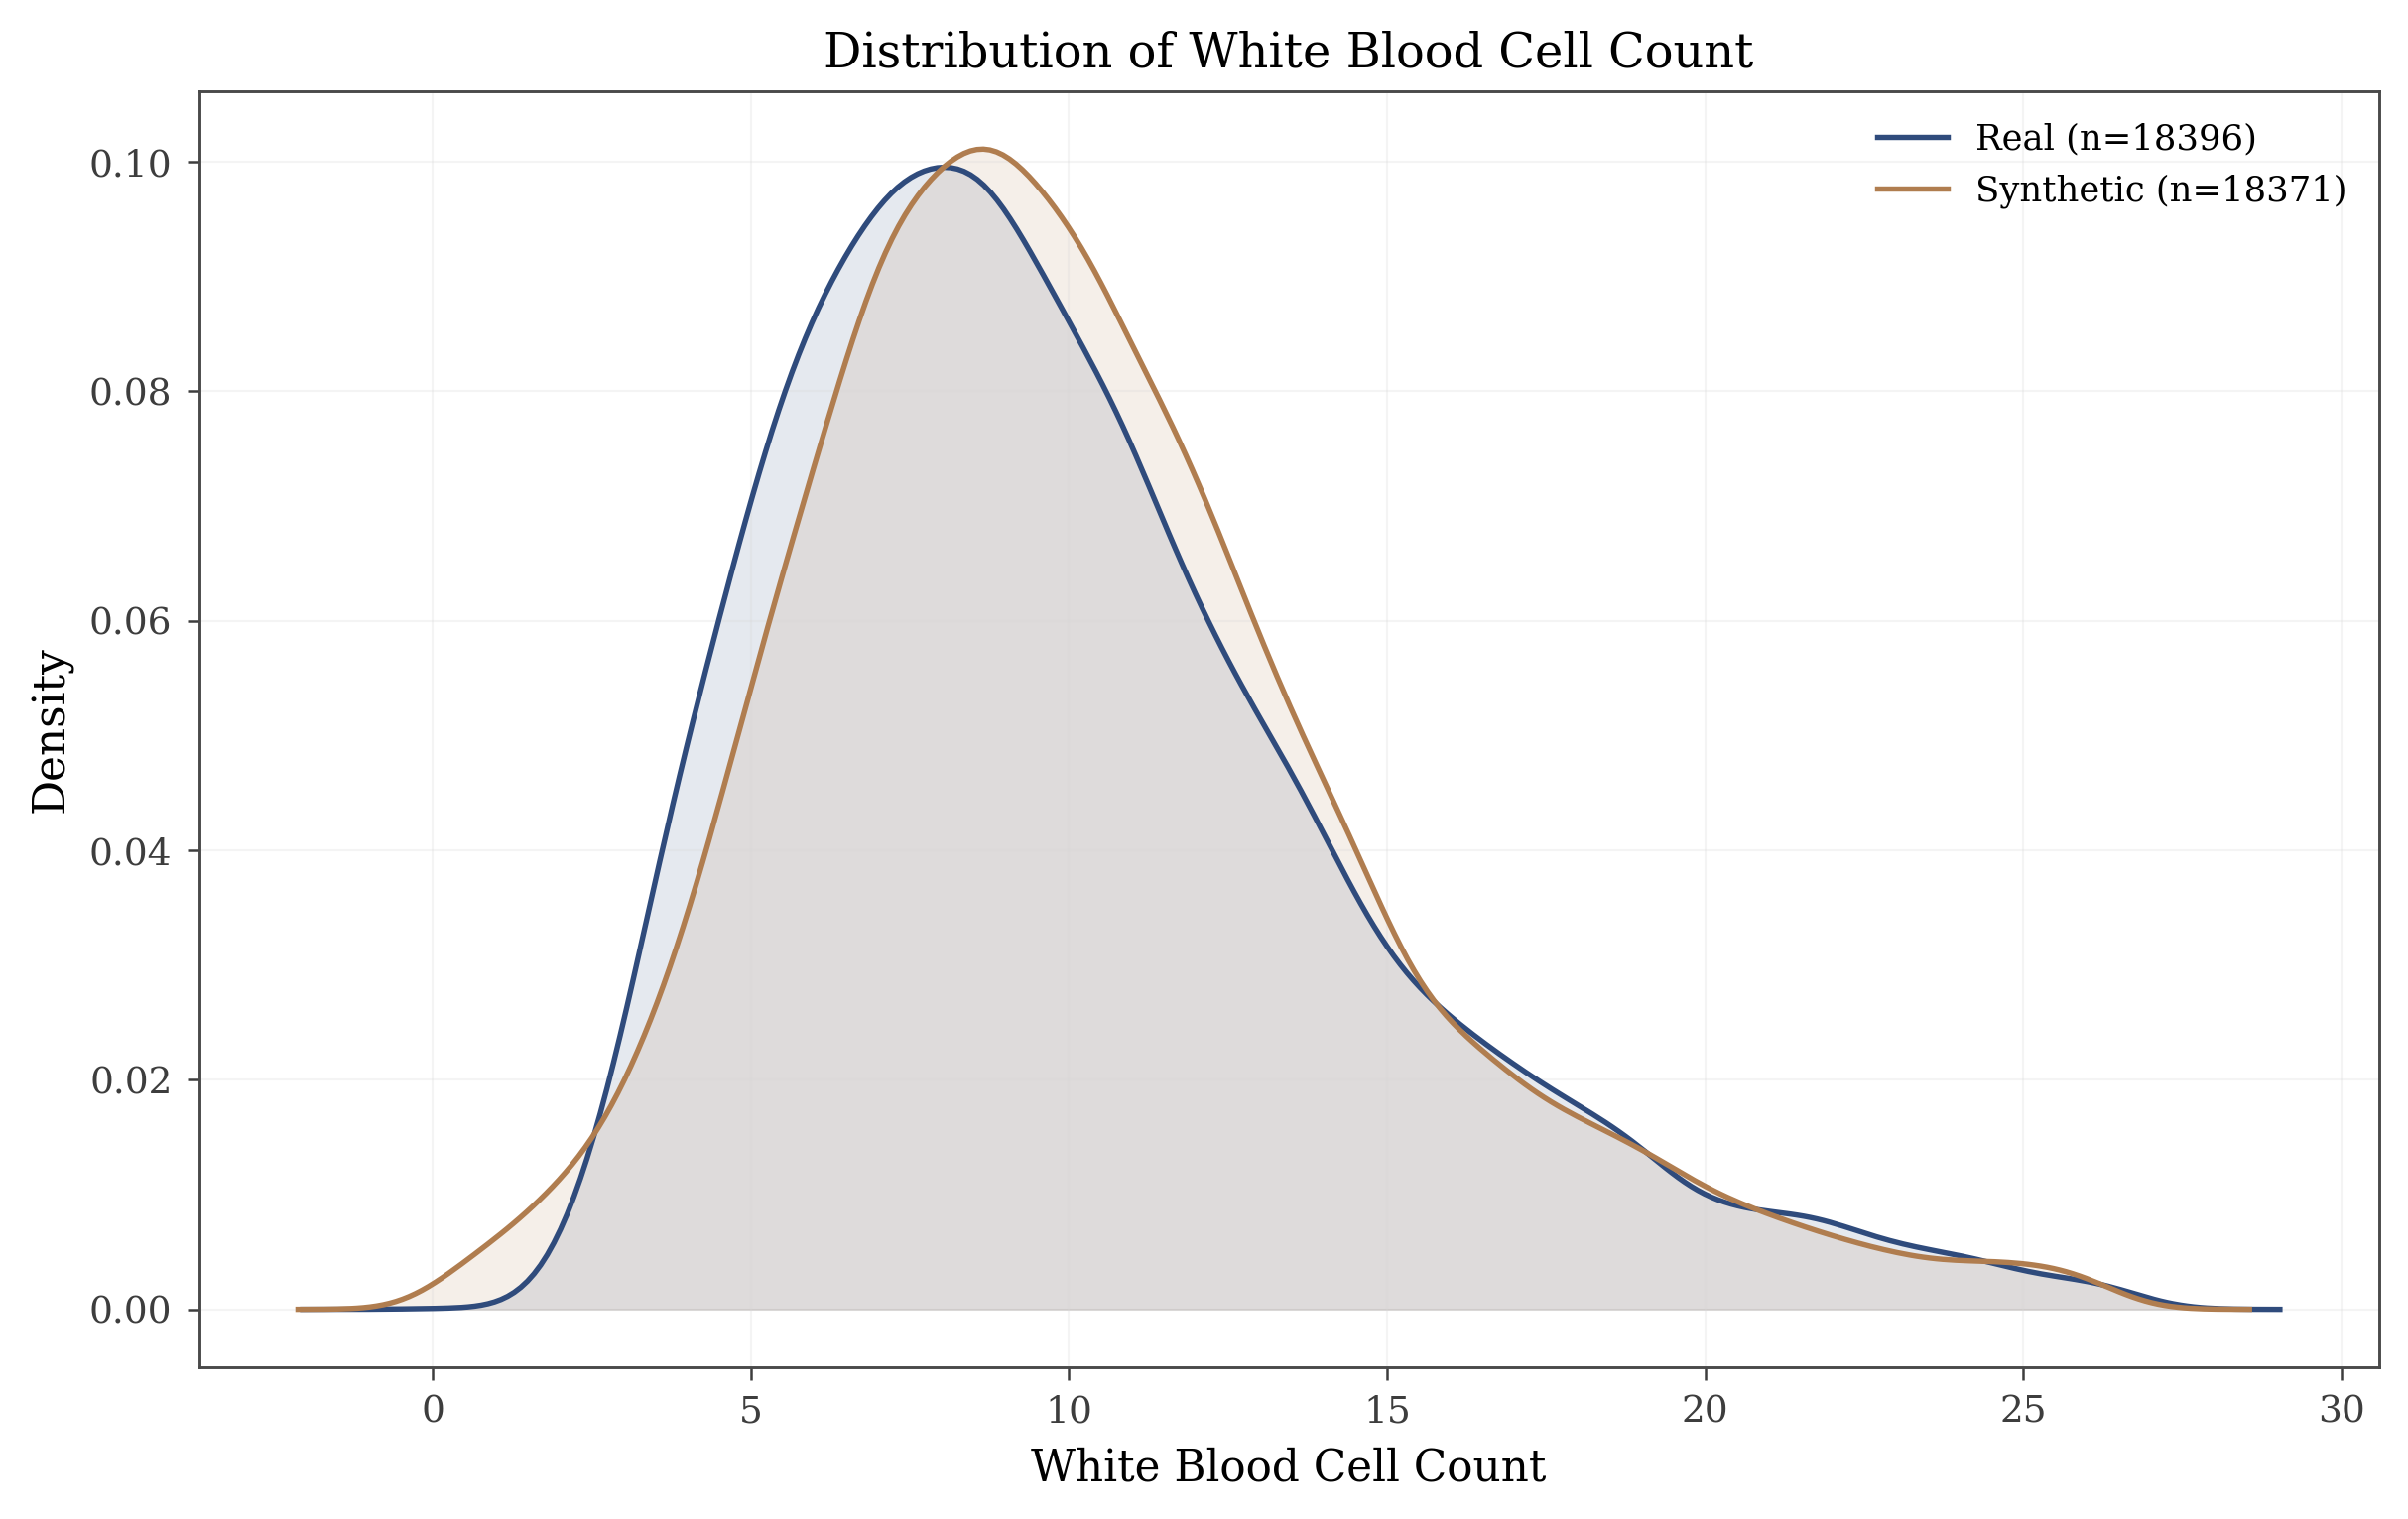 Distribution of White Blood Cell Count
Real (n=18396)
Synthetic (n=18371)
Density
0.10
0.08
0.06
0.04
0.02
0.00
0 5 10 15 20 25 30
White Blood Cell Count